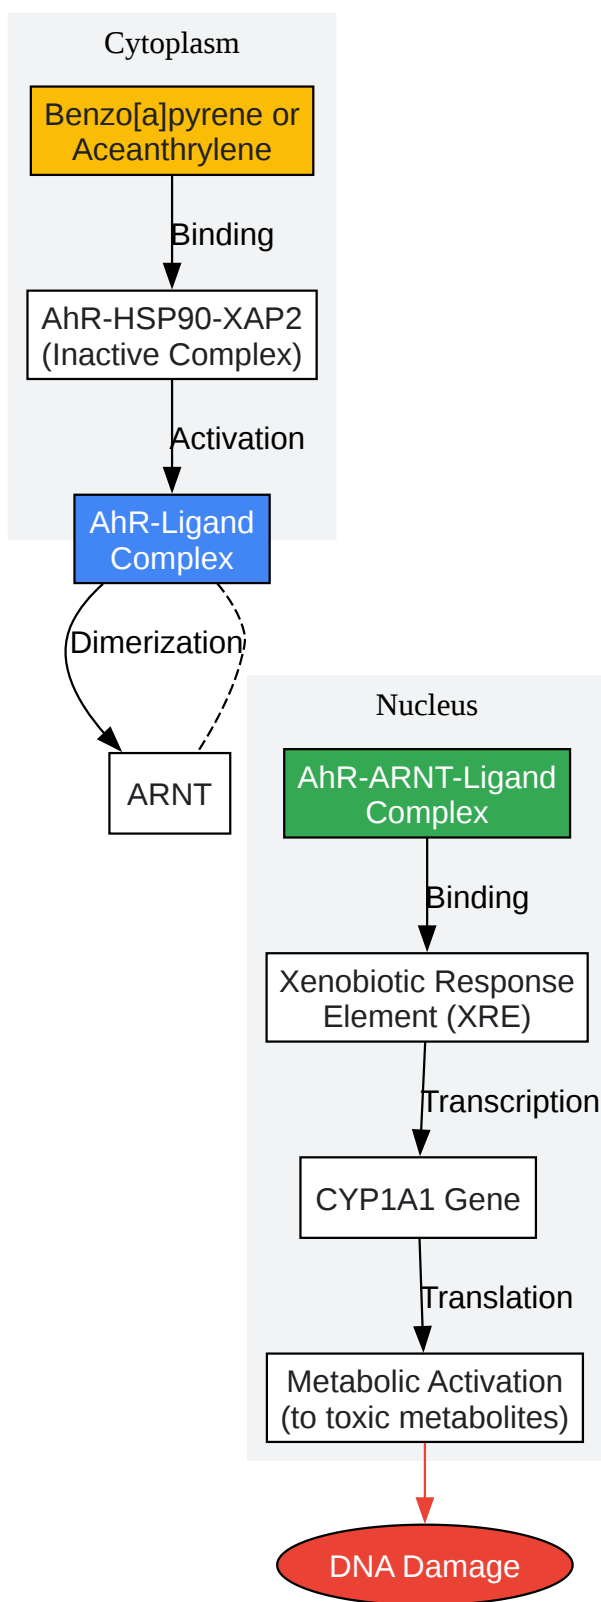 Cytoplasm
Benzo[a]pyrene or
Aceanthrylene
Binding
AhR-HSP90-XAP2
(Inactive Complex)
Activation
AhR-Ligand
Complex
Dimerization
ARNT
Nucleus
AhR-ARNT-Ligand
Complex
Binding
Xenobiotic Response
Element (XRE)
Transcription
CYP1A1 Gene
Translation
Metabolic Activation
(to toxic metabolites)
DNA Damage